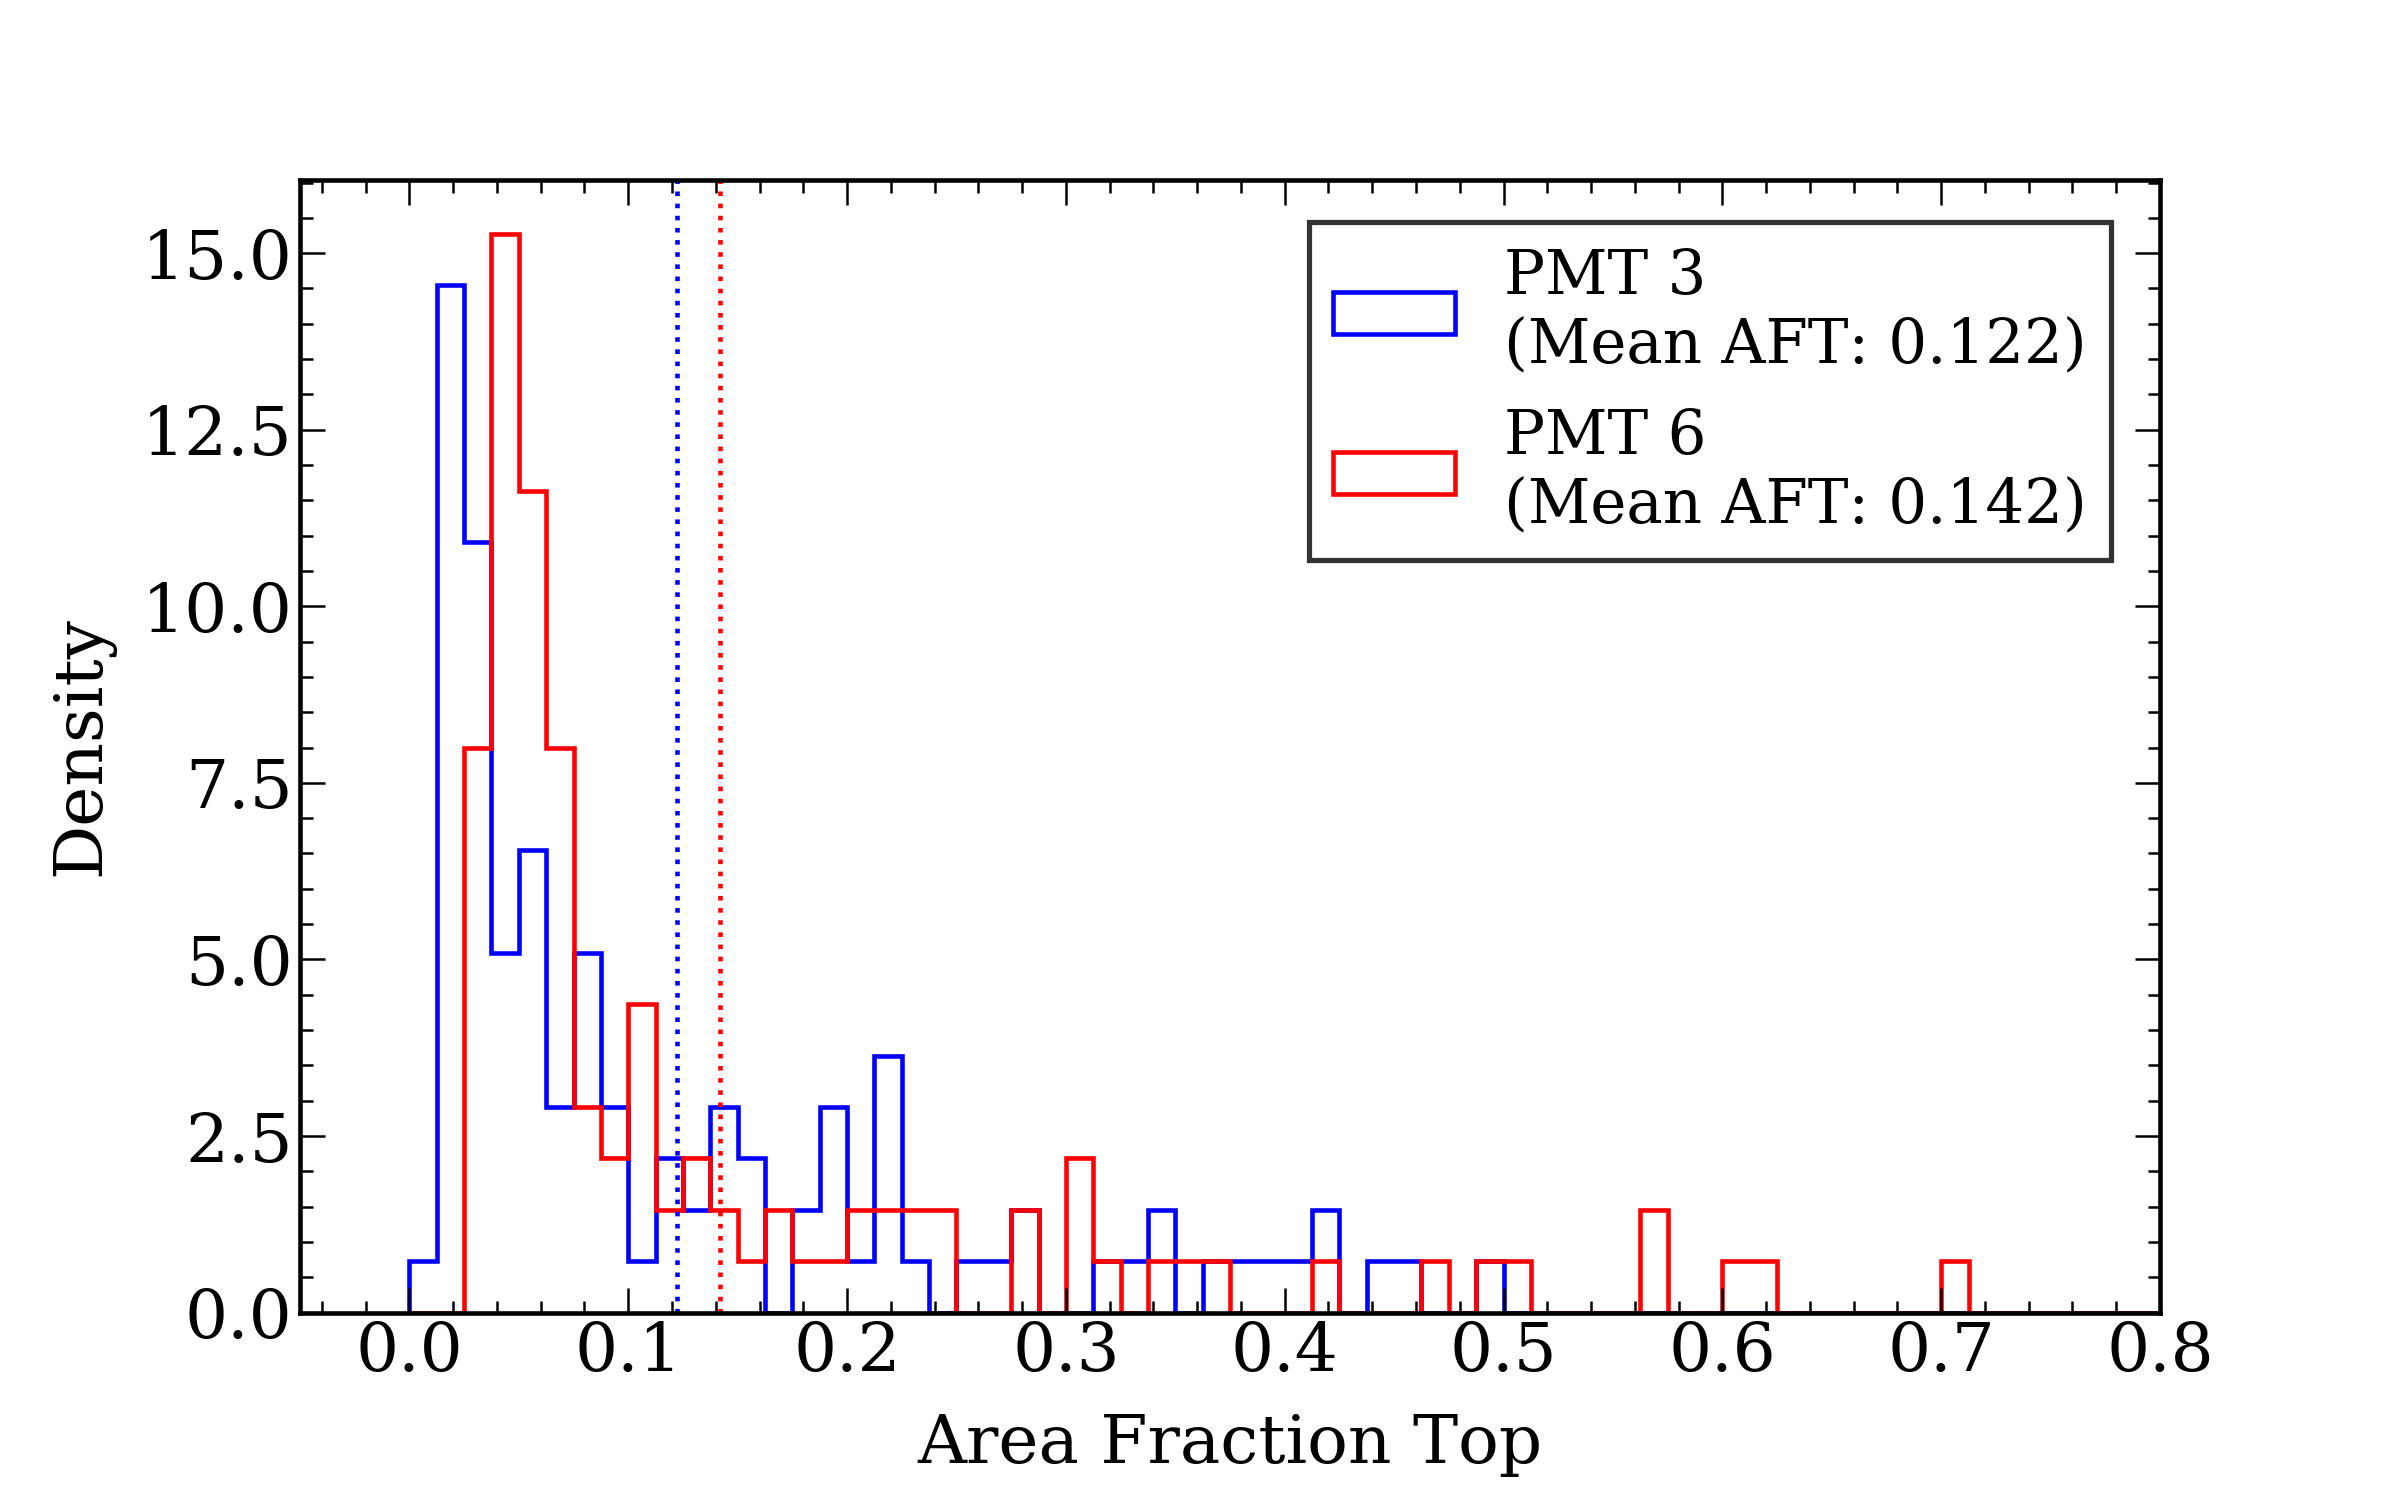 PMT 3
(Mean AFT: 0.122)
PMT 6
(Mean AFT: 0.142)
15.0
12.5
10.0
7.5
5.0
2.5
0.0
Density
0.0 0.1 0.2 0.3 0.4 0.5 0.6 0.7 0.8
Area Fraction Top